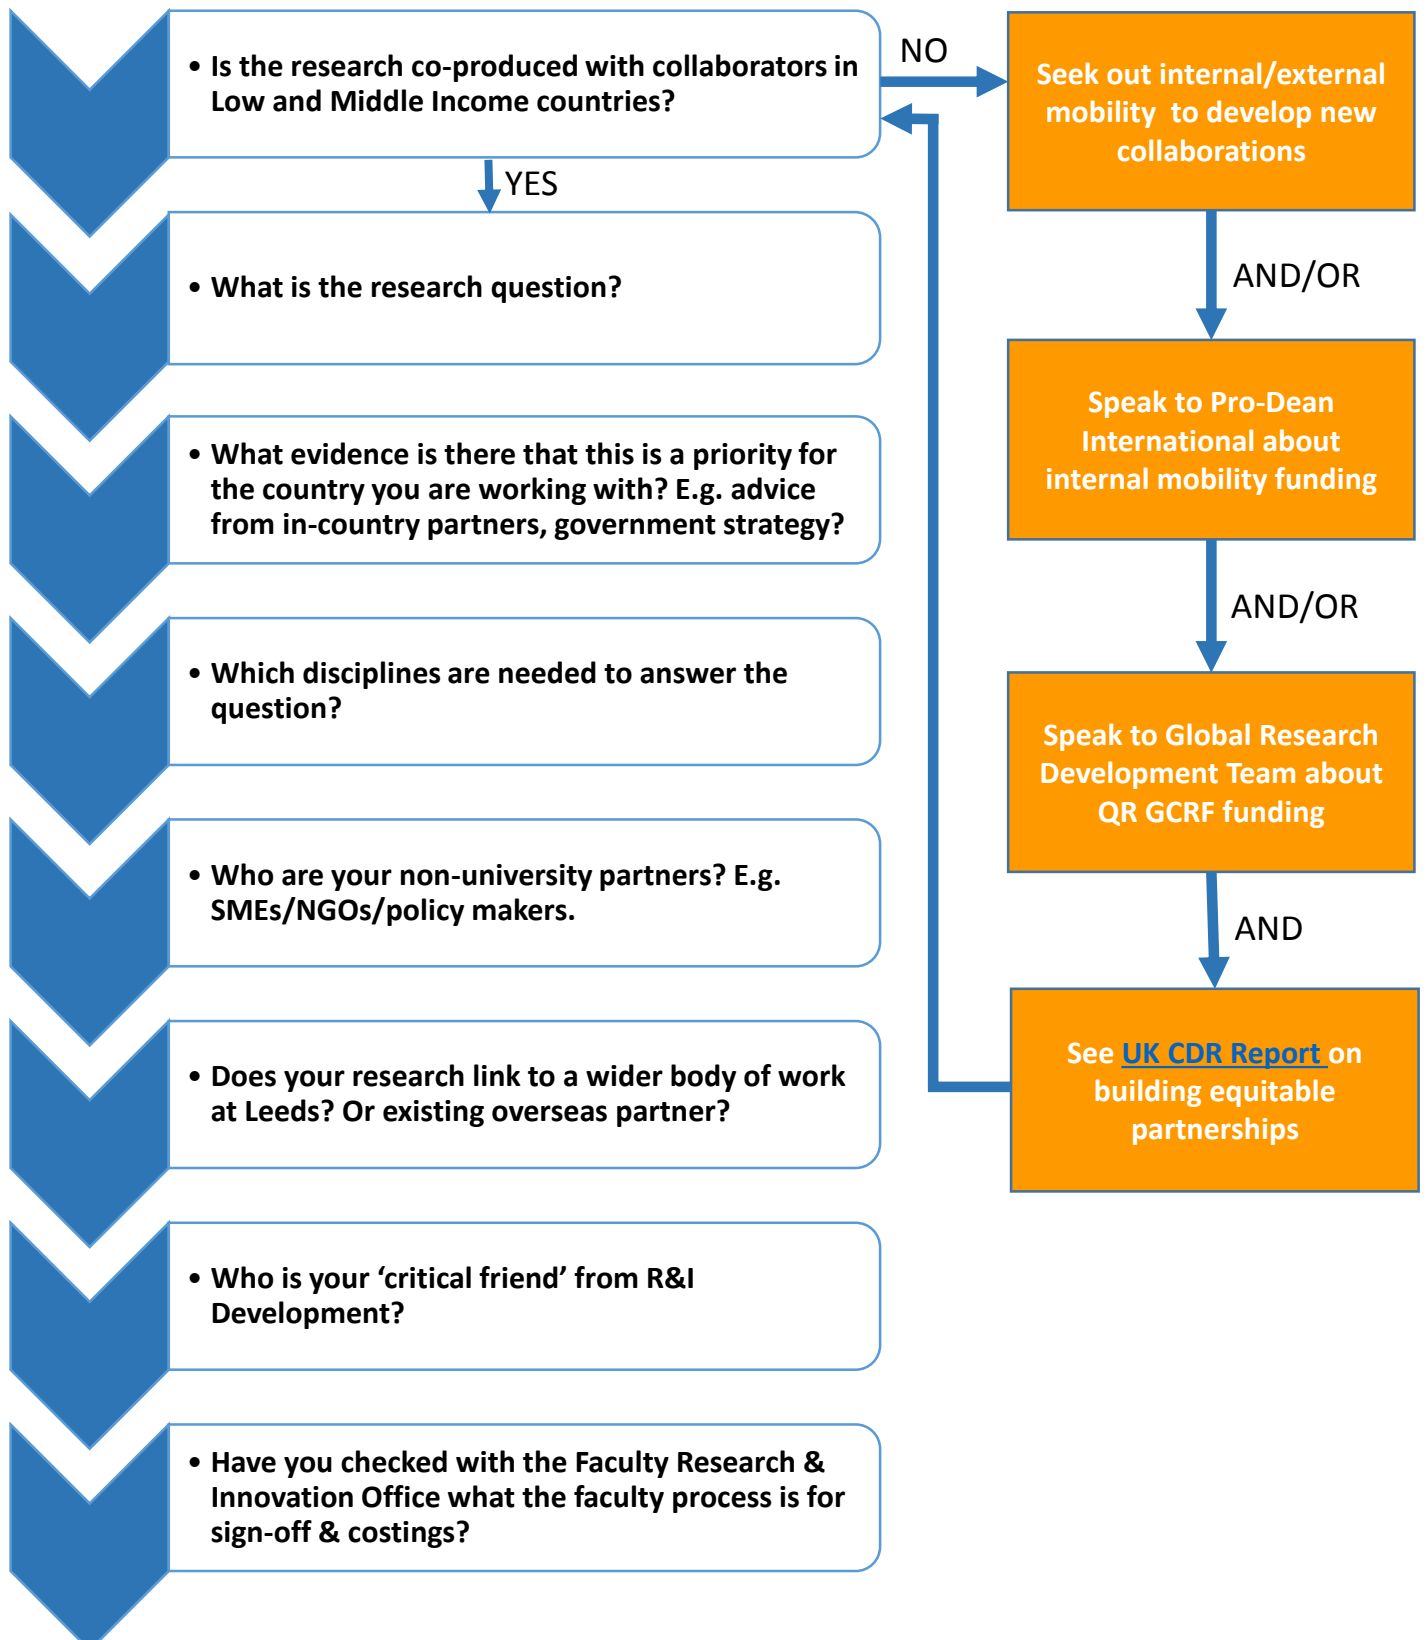 • Is the research co-produced with collaborators in
Low and Middle Income countries?
NO
Seek out internal/external
mobility to develop new
collaborations
YES
• What is the research question?
AND/OR
• What evidence is there that this is a priority for
the country you are working with? E.g. advice
from in-country partners, government strategy?
Speak to Pro-Dean
International about
internal mobility funding
AND/OR
• Which disciplines are needed to answer the
question?
Speak to Global Research
Development Team about
QR GCRF funding
• Who are your non-university partners? E.g.
SMEs/NGOs/policy makers.
AND
• Does your research link to a wider body of work
at Leeds? Or existing overseas partner?
See UK CDR Report on
building equitable
partnerships
• Who is your ‘critical friend’ from R&I
Development?
• Have you checked with the Faculty Research &
Innovation Office what the faculty process is for
sign-off & costings?